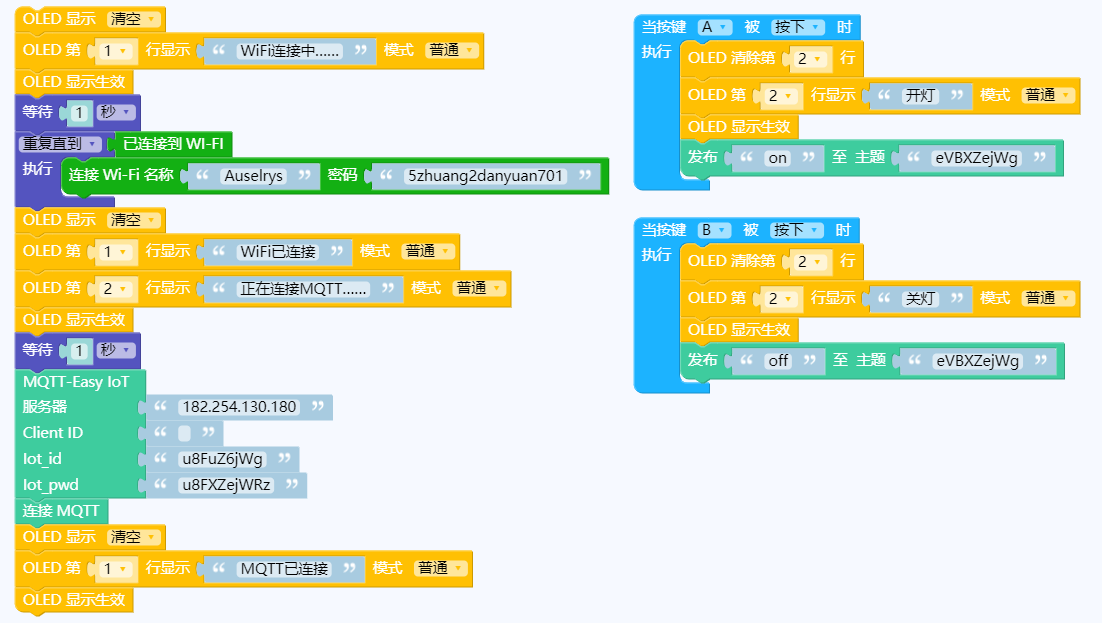 OLED 显示 清空
OLED 第 1 行显示 “ WiFi连接中...... ” 模式 普通
OLED 显示生效
等待 1 秒
重复直到 已连接到 WI-FI
执行 连接 Wi-Fi 名称 “ Auselrys ” 密码 “ 5zhuang2danyuan701 ”
OLED 显示 清空
OLED 第 1 行显示 “ WiFi已连接 ” 模式 普通
OLED 第 2 行显示 “ 正在连接MQTT...... ” 模式 普通
OLED 显示生效
等待 1 秒
MQTT-Easy IoT
服务器 “ 182.254.130.180 ”
Client ID “ ”
Iot_id “ u8FuZ6jWg ”
Iot_pwd “ u8FXZejWRz ”
连接 MQTT
OLED 显示 清空
OLED 第 1 行显示 “ MQTT已连接 ” 模式 普通
OLED 显示生效
当按键 A 被 按下 时
执行 OLED 清除第 2 行
OLED 第 2 行显示 “ 开灯 ” 模式 普通
OLED 显示生效
发布 “ on ” 至 主题 “ eVBXZejWg ”
当按键 B 被 按下 时
执行 OLED 清除第 2 行
OLED 第 2 行显示 “ 关灯 ” 模式 普通
OLED 显示生效
发布 “ off ” 至 主题 “ eVBXZejWg ”